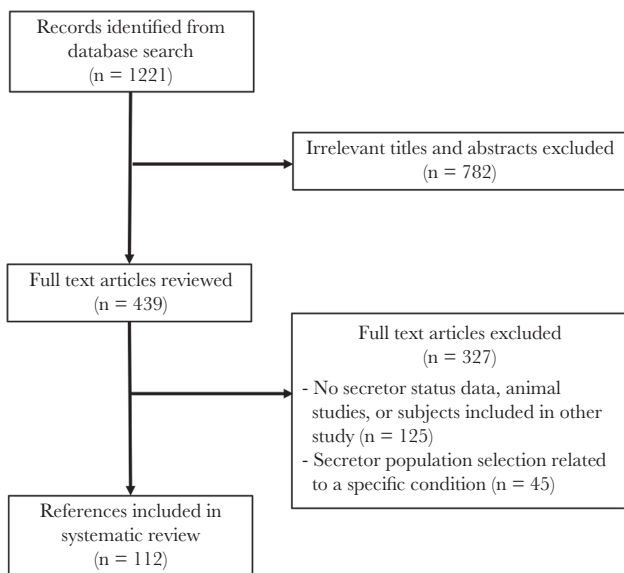 Records identified from
database search
(n = 1221)
Irrelevant titles and abstracts excluded
(n = 782)
Full text articles reviewed
(n = 439)
Full text articles excluded
(n = 327)
- No secretor status data, animal
studies, or subjects included in other
study (n = 125)
- Secretor population selection related
to a specific condition (n = 45)
References included in
systematic review
(n = 112)